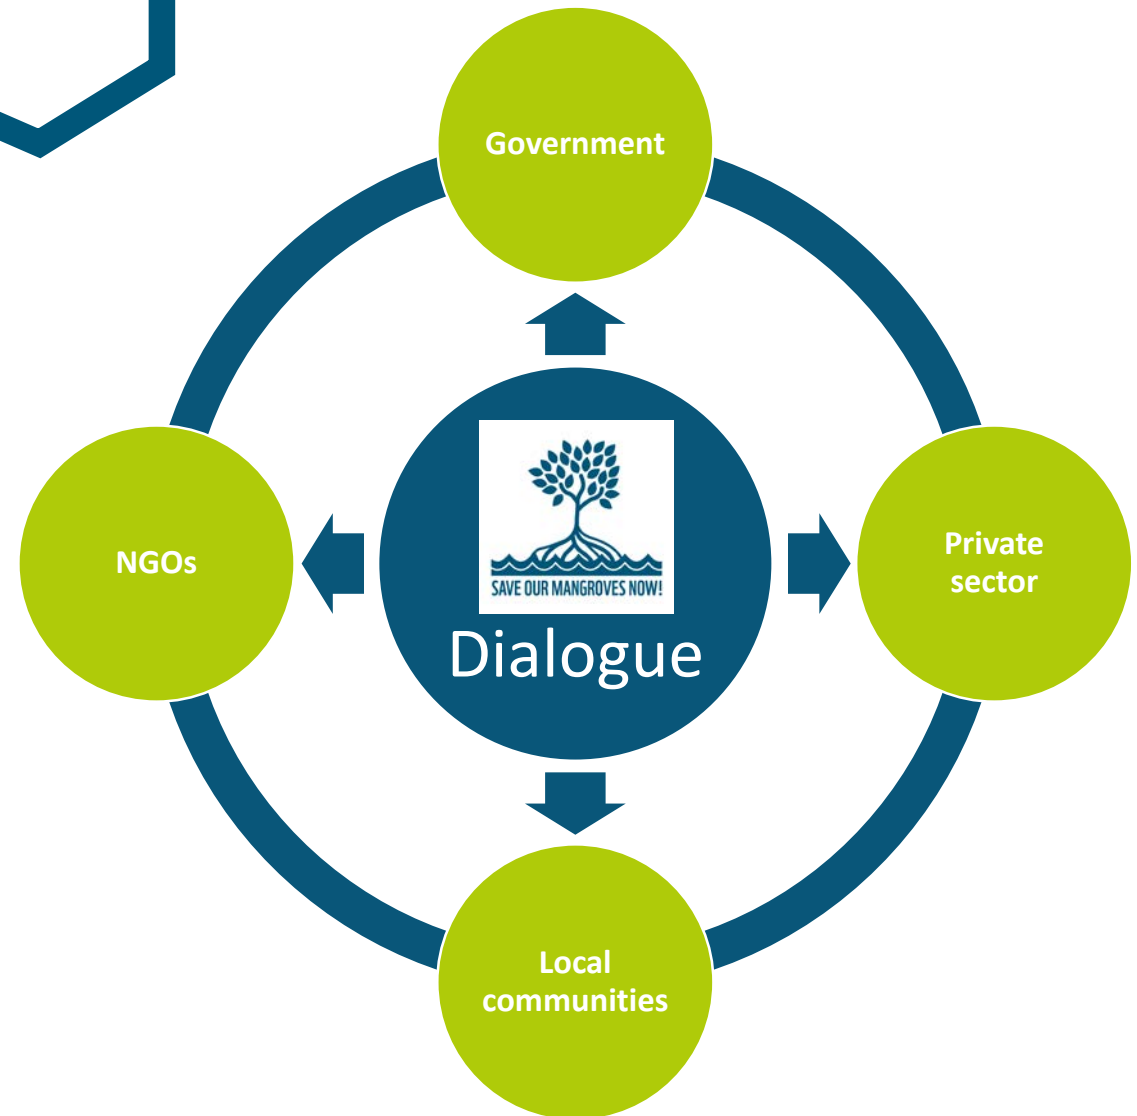 Government
NGOs
SAVE OUR MANGROVES NOW!
Dialogue
Private
sector
Local
communities